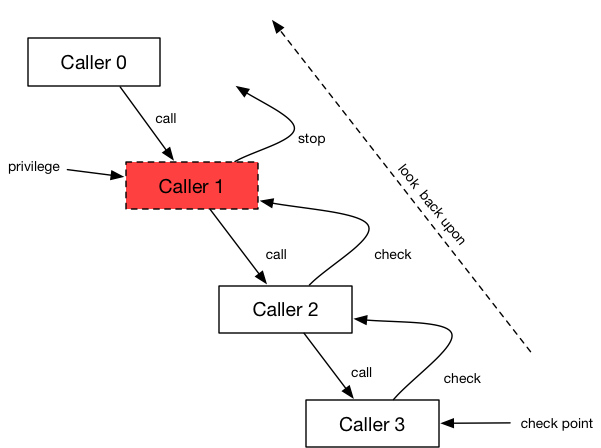 Caller 0
call
stop
privilege
Caller 1
look back upon
call
check
Caller 2
call
check
Caller 3
check point